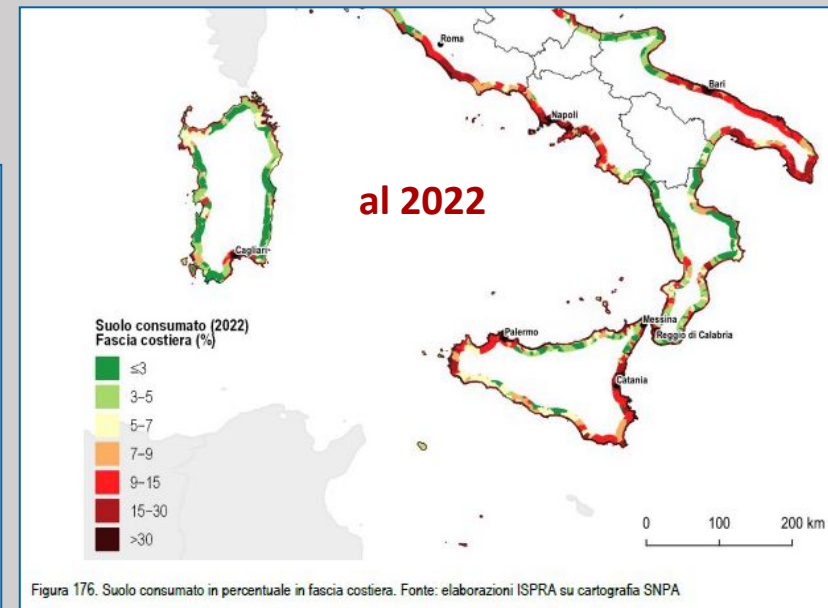 Roma
Bari
Napoli
al 2022
Cagliari
Messina
Palermo
Reggio di Calabria
Catania
Suolo consumato (2022)
Fascia costiera (%)
≤3
3–5
5–7
7–9
9–15
15–30
>30
0 100 200 km
Figura 176. Suolo consumato in percentuale in fascia costiera. Fonte: elaborazioni ISPRA su cartografia SNPA